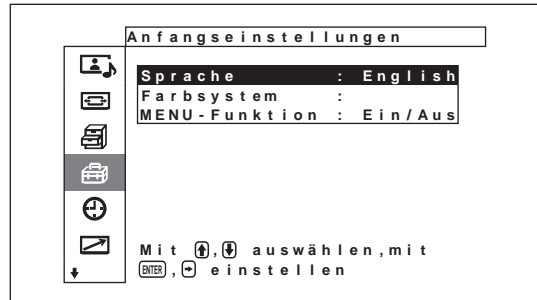 Anfangseinstellungen
Sprache : English
Farbsystem :
MENU-Funktion : Ein/Aus
Mit ↑,↓ auswählen,mit
ENTER,→ einstellen